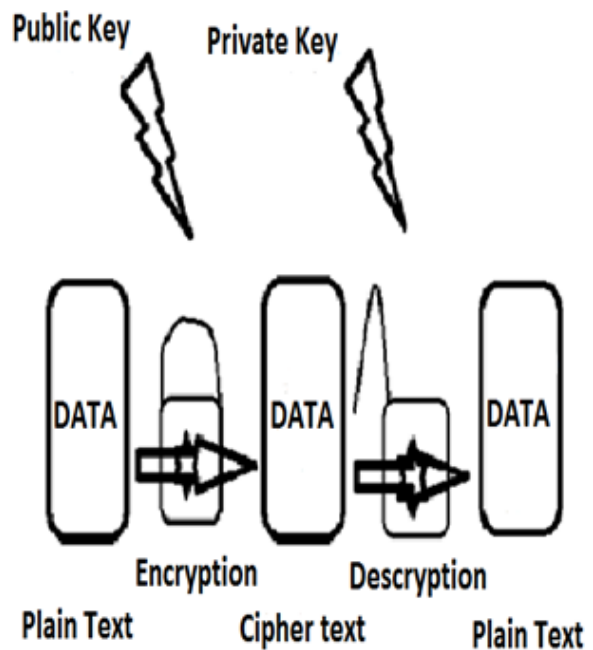 Public Key
Private Key
DATA
DATA
DATA
Encryption
Descryption
Plain Text
Cipher text
Plain Text